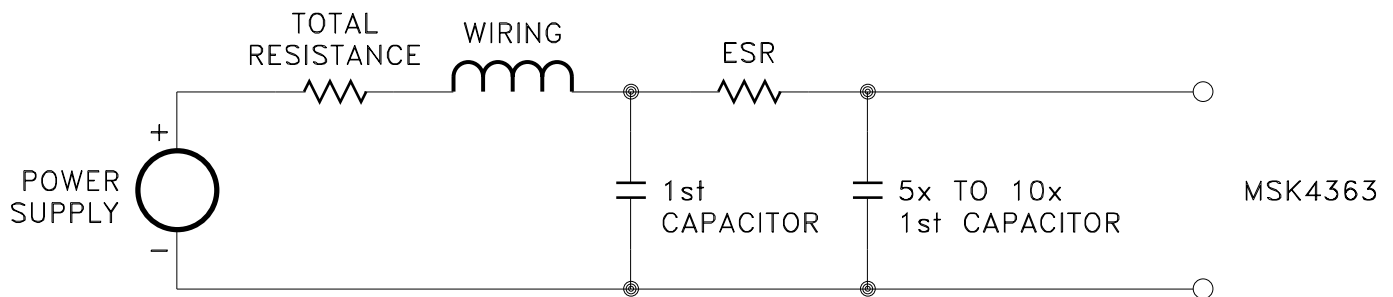 TOTAL
RESISTANCE
WIRING
ESR
+
POWER
SUPPLY
−
1st
CAPACITOR
5x TO 10x
1st CAPACITOR
MSK4363